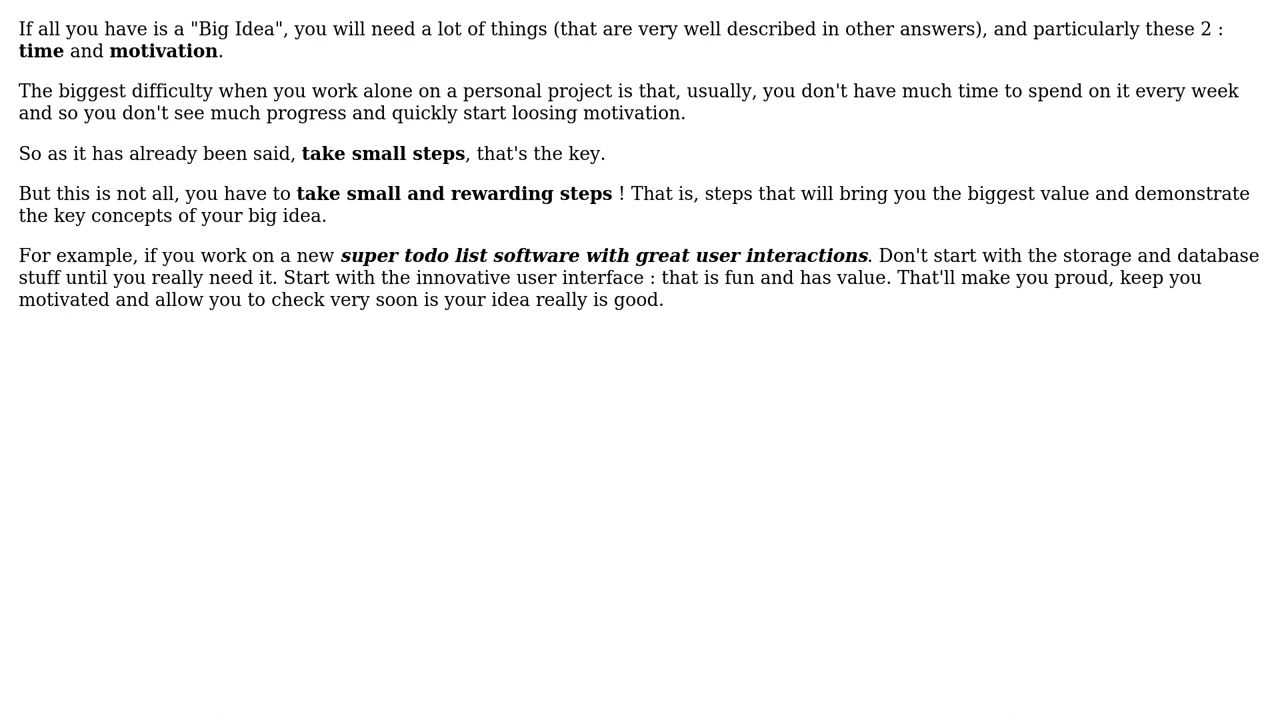 If all you have is a "Big Idea", you will need a lot of things (that are very well described in other answers), and particularly these 2 :
time and motivation.
The biggest difficulty when you work alone on a personal project is that, usually, you don't have much time to spend on it every week
and so you don't see much progress and quickly start loosing motivation.
So as it has already been said, take small steps, that's the key.
But this is not all, you have to take small and rewarding steps ! That is, steps that will bring you the biggest value and demonstrate
the key concepts of your big idea.
For example, if you work on a new super todo list software with great user interactions. Don't start with the storage and database
stuff until you really need it. Start with the innovative user interface : that is fun and has value. That'll make you proud, keep you
motivated and allow you to check very soon is your idea really is good.